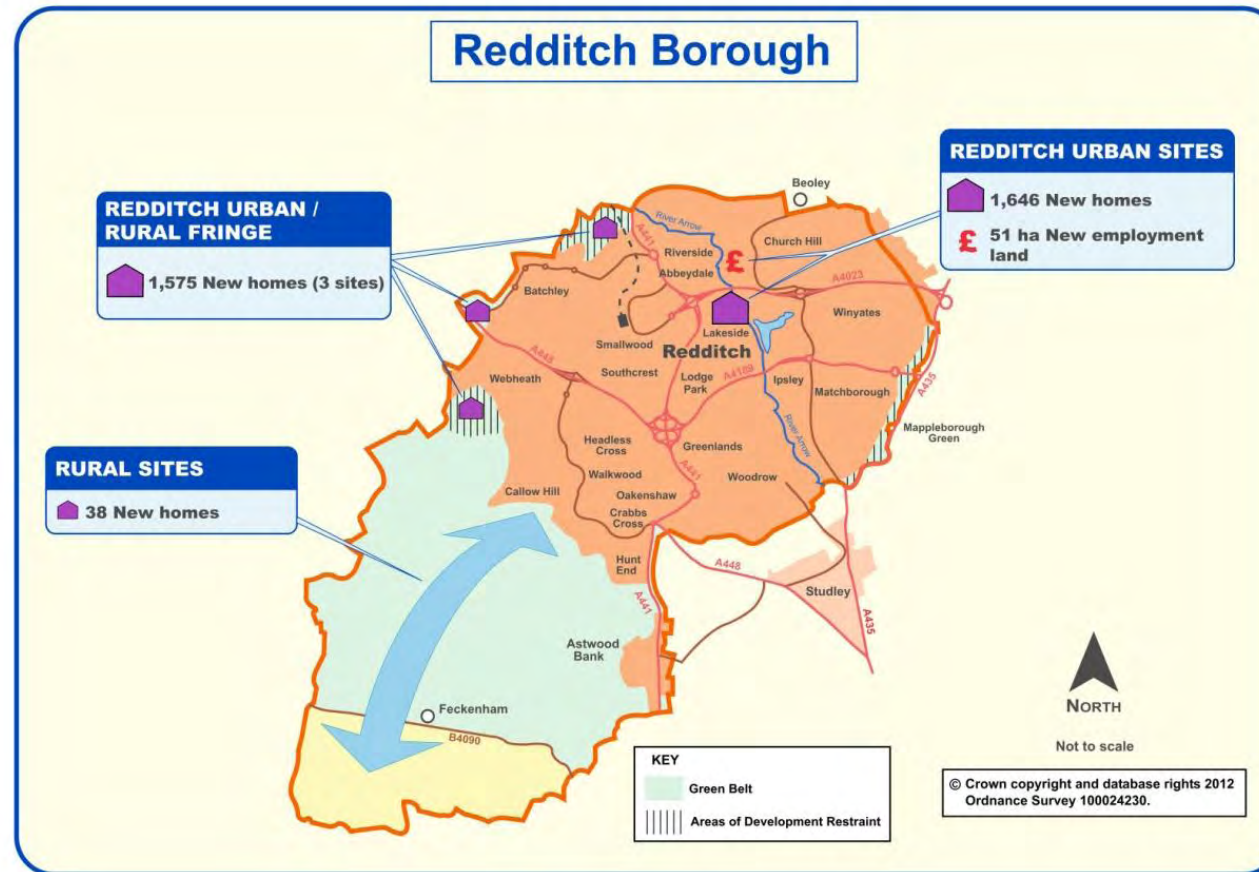 Redditch Borough
REDDITCH URBAN SITES
1,646 New homes
£ 51 ha New employment
land
REDDITCH URBAN /
RURAL FRINGE
1,575 New homes (3 sites)
RURAL SITES
38 New homes
Beoley
River Arrow
A441
Riverside
Church Hill
£
Abbeydale
A4023
Batchley
Winyates
Smallwood
Lakeside
Redditch
A448
Southcrest
Lodge
Park
A4189
Ipsley
Webheath
Matchborough
A435
Mappleborough
Green
Headless
Cross
Greenlands
River Arrow
Walkwood
A441
Woodrow
Callow Hill
Oakenshaw
Crabbs
Cross
Hunt
End
A448
Studley
A441
A435
Astwood
Bank
Feckenham
B4090
NORTH
Not to scale
KEY
Green Belt
Areas of Development Restraint
© Crown copyright and database rights 2012
Ordnance Survey 100024230.